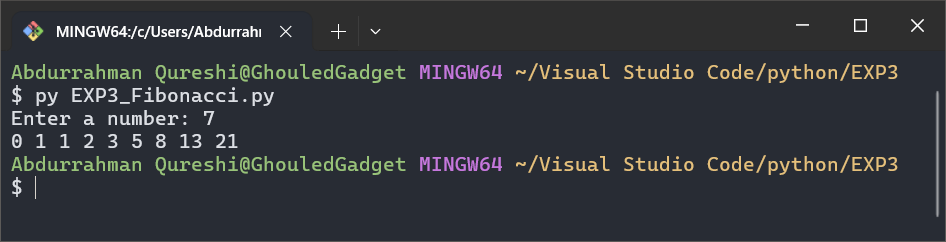 MINGW64:/c/Users/Abdurrahr
Abdurrahman Qureshi@GhouledGadget MINGW64 ~/Visual Studio Code/python/EXP3
$ py EXP3_Fibonacci.py
Enter a number: 7
0 1 1 2 3 5 8 13 21
Abdurrahman Qureshi@GhouledGadget MINGW64 ~/Visual Studio Code/python/EXP3
$